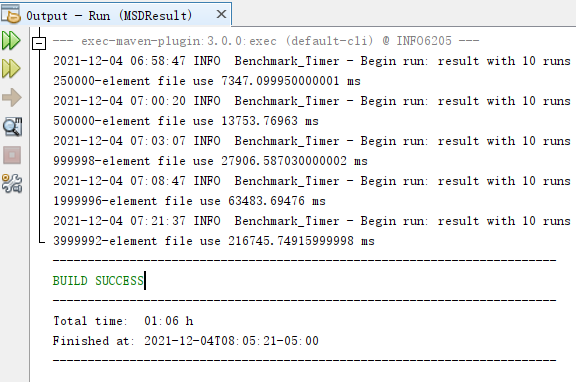 Output - Run (MSDResult)
--- exec-maven-plugin:3.0.0:exec (default-cli) @ INFO6205 ---
2021-12-04 06:58:47 INFO  Benchmark_Timer - Begin run: result with 10 runs
250000-element file use 7347.099950000001 ms
2021-12-04 07:00:20 INFO  Benchmark_Timer - Begin run: result with 10 runs
500000-element file use 13753.76963 ms
2021-12-04 07:03:07 INFO  Benchmark_Timer - Begin run: result with 10 runs
999998-element file use 27906.587030000002 ms
2021-12-04 07:08:47 INFO  Benchmark_Timer - Begin run: result with 10 runs
1999996-element file use 63483.69476 ms
2021-12-04 07:21:37 INFO  Benchmark_Timer - Begin run: result with 10 runs
3999992-element file use 216745.74915999998 ms
------------------------------------------------------------------------
BUILD SUCCESS
------------------------------------------------------------------------
Total time:  01:06 h
Finished at: 2021-12-04T08:05:21-05:00
------------------------------------------------------------------------